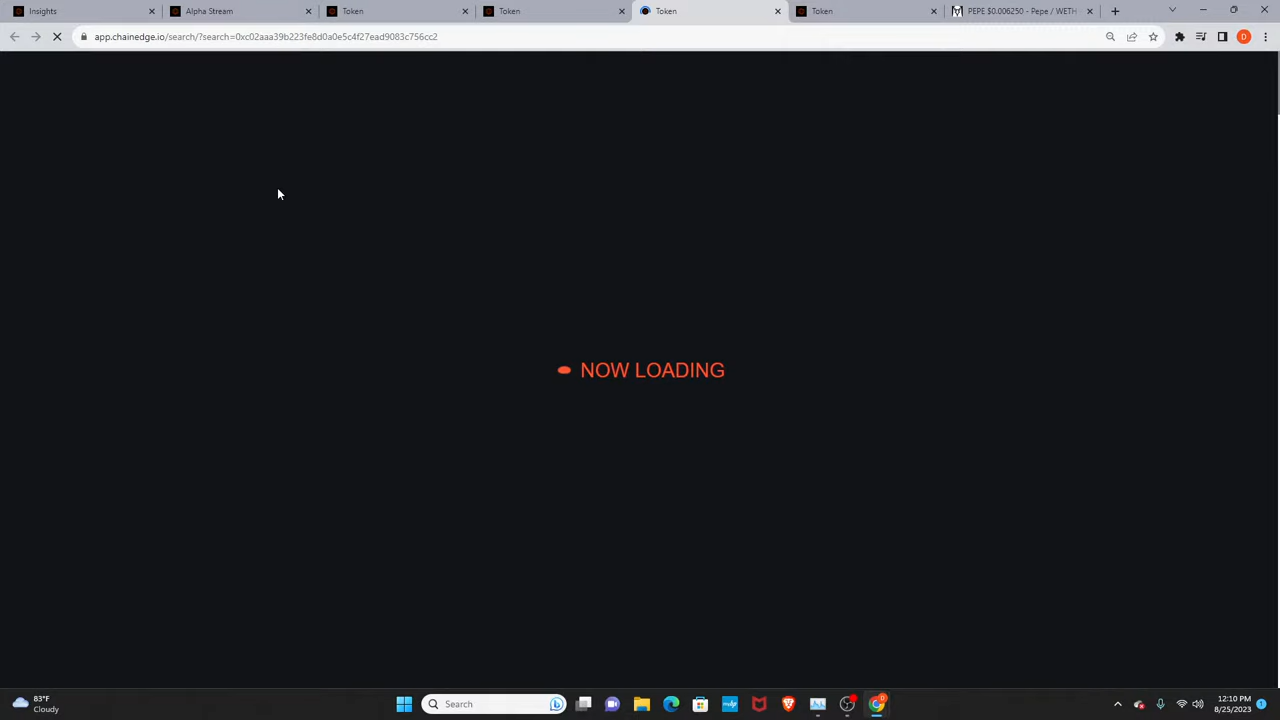 Insights
Alpha Stream
Token
Token
Token
Token
PEPE $0.006250 - Pepe / WETH
app.chainedge.io/search/?search=0xc02aaa39b223fe8d0a0e5c4f27ead9083c756cc2
D
NOW LOADING
83°F
Cloudy
Search
12:10 PM
8/25/2023